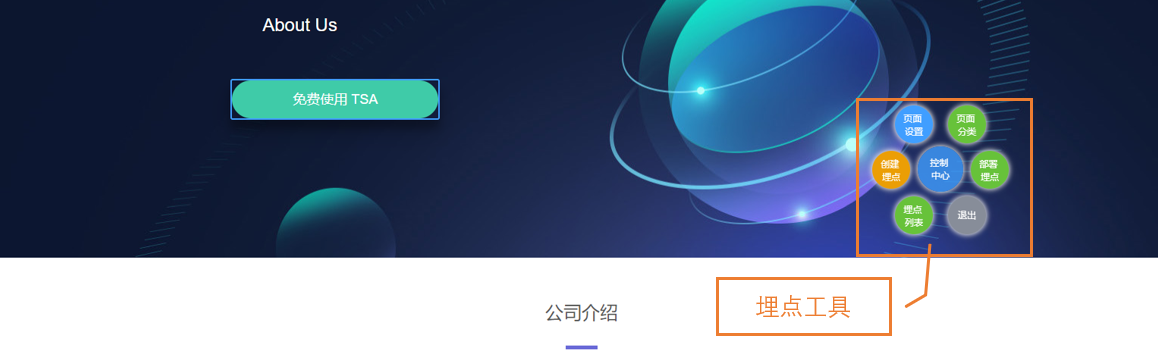 About Us
免费使用 TSA
页面
设置
页面
分类
创建
埋点
控制
中心
部署
埋点
埋点
列表
退出
埋点工具
公司介绍